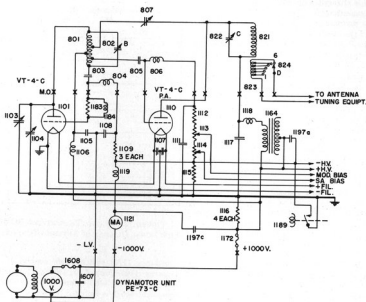 807
801
802
B
822
C
821
6
824
D
803
804
805
806
VT-4-C
M.O.
1101
VT-4-C
P.A.
1110
823
TO ANTENNA
TUNING EQUIPT.
1103
1104
1183
1184
1112
1113
1118
1164
1107
1111
1114
1117
1197a
1105
1108
1106
1109
3 EACH
1115
1119
-H.V.
+H.V.
MOD. BIAS
SA. BIAS
+FIL.
-FIL.
MA
1121
1116
4 EACH
1189
1197c
1172
-L.V.
-1000V.
+1000V.
1608
1607
1000
V.
DYNAMOTOR UNIT
PE-73-C